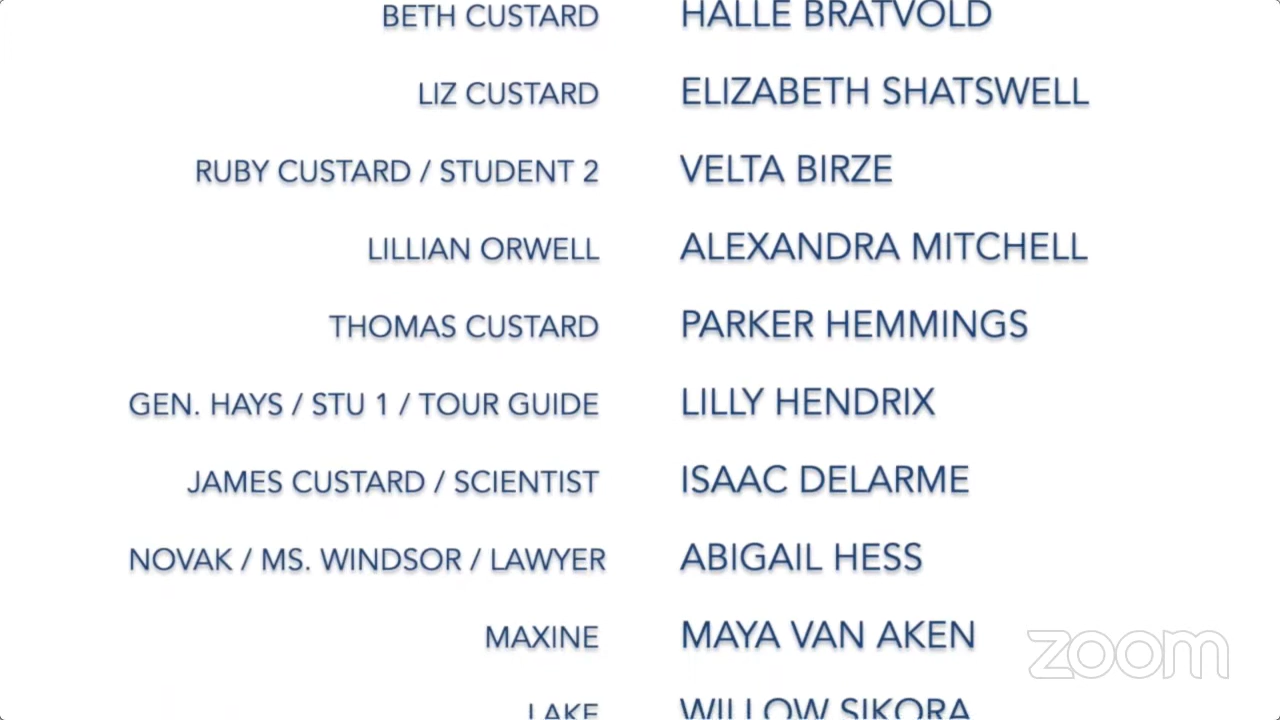 BETH CUSTARD HALLE BRATVOLD
LIZ CUSTARD ELIZABETH SHATSWELL
RUBY CUSTARD / STUDENT 2 VELTA BIRZE
LILLIAN ORWELL ALEXANDRA MITCHELL
THOMAS CUSTARD PARKER HEMMINGS
GEN. HAYS / STU 1 / TOUR GUIDE LILLY HENDRIX
JAMES CUSTARD / SCIENTIST ISAAC DELARME
NOVAK / MS. WINDSOR / LAWYER ABIGAIL HESS
MAXINE MAYA VAN AKEN
LAKE WILLOW SIKORA
zoom